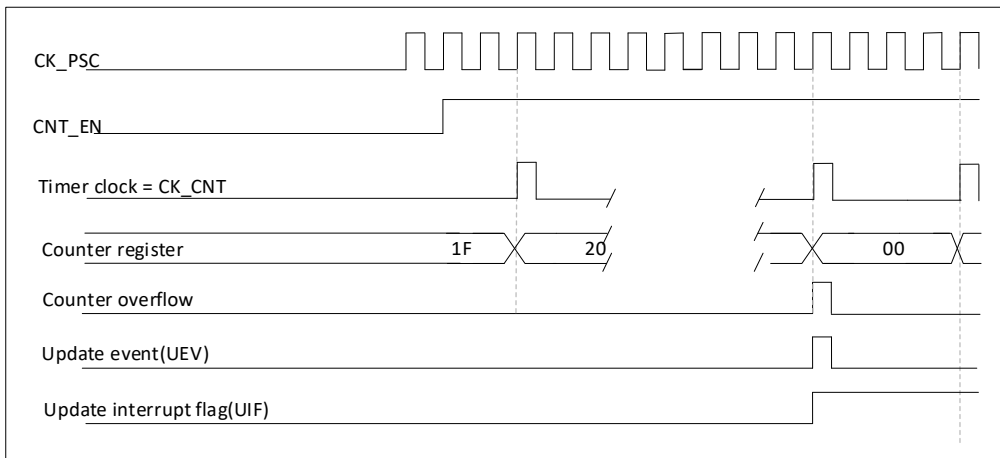 CK_PSC
CNT_EN
Timer clock = CK_CNT
Counter register
1F
20
00
Counter overflow
Update event(UEV)
Update interrupt flag(UIF)